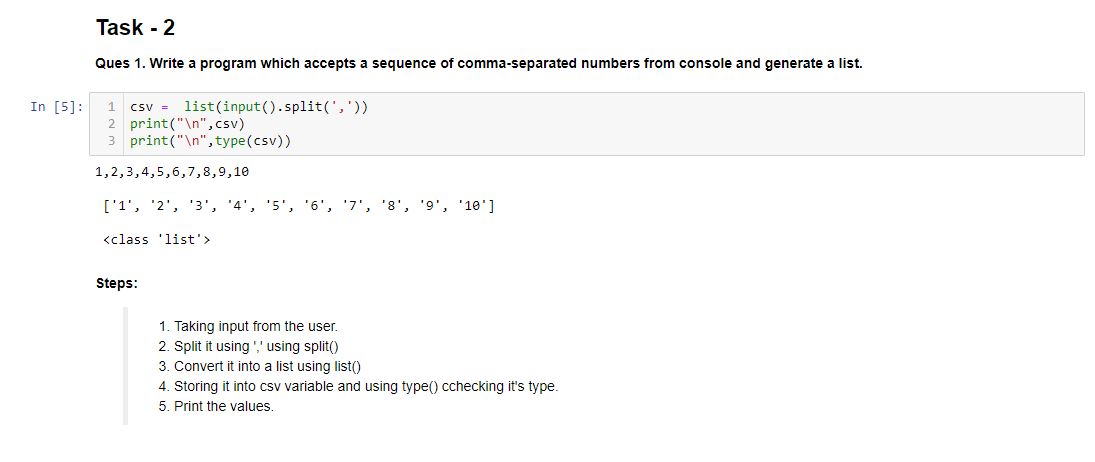 Task - 2
Ques 1. Write a program which accepts a sequence of comma-separated numbers from console and generate a list.
In [5]: 1 csv =  list(input().split(','))
2 print("\n",csv)
3 print("\n",type(csv))
1,2,3,4,5,6,7,8,9,10
['1', '2', '3', '4', '5', '6', '7', '8', '9', '10']
<class 'list'>
Steps:
1. Taking input from the user.
2. Split it using ',' using split()
3. Convert it into a list using list()
4. Storing it into csv variable and using type() cchecking it's type.
5. Print the values.